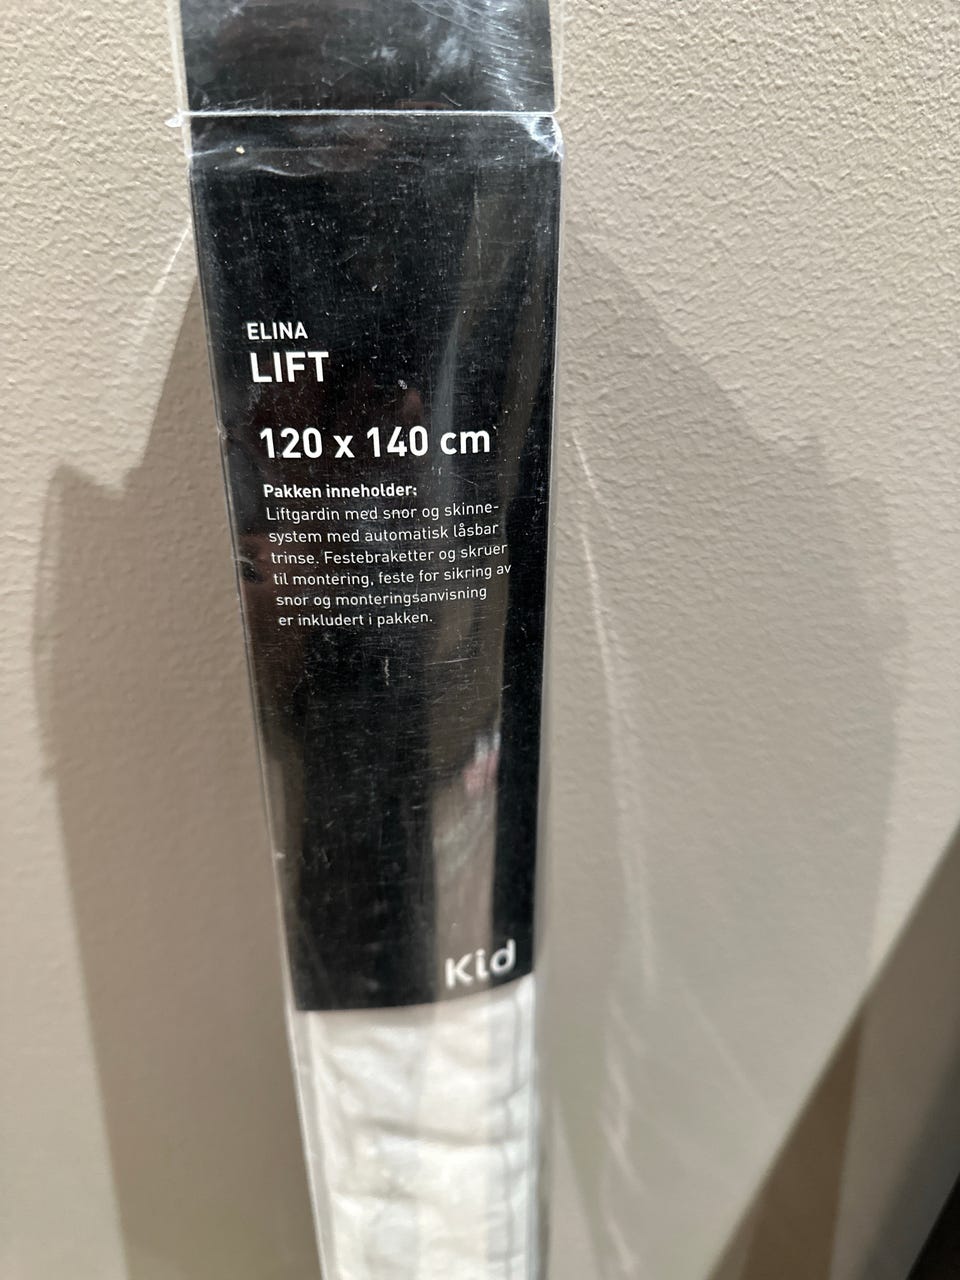 ELINA
LIFT
120 x 140 cm
Pakken inneholder:
Liftgardin med snor og skinne-
system med automatisk låsbar
trinse. Festebraketter og skruer
til montering, feste for sikring av
snor og monteringsanvisning
er inkludert i pakken.
Kid